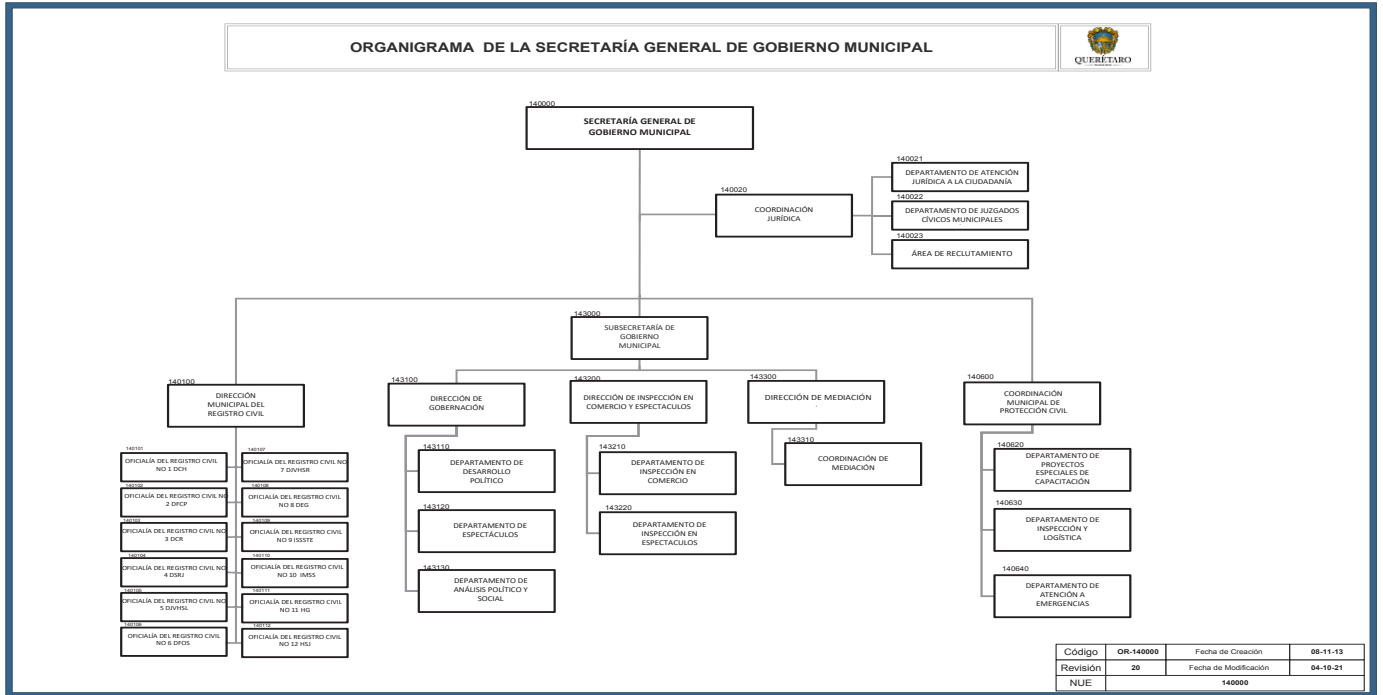 ORGANIGRAMA DE LA SECRETARÍA GENERAL DE GOBIERNO MUNICIPAL
QUERÉTARO
140000
SECRETARÍA GENERAL DE
GOBIERNO MUNICIPAL
140020
COORDINACIÓN
JURÍDICA
140021
DEPARTAMENTO DE ATENCIÓN
JURÍDICA A LA CIUDADANÍA
140022
DEPARTAMENTO DE JUZGADOS
CÍVICOS MUNICIPALES
140023
ÁREA DE RECLUTAMIENTO
143000
SUBSECRETARÍA DE
GOBIERNO
MUNICIPAL
140100
DIRECCIÓN
MUNICIPAL DEL
REGISTRO CIVIL
140101
OFICIALÍA DEL REGISTRO CIVIL
NO 1 DCH
140102
OFICIALÍA DEL REGISTRO CIVIL NO
2 DFCP
140103
OFICIALÍA DEL REGISTRO CIVIL NO
3 DCR
140104
OFICIALÍA DEL REGISTRO CIVIL NO
4 DSRJ
140105
OFICIALÍA DEL REGISTRO CIVIL NO
5 DJVHSL
140106
OFICIALÍA DEL REGISTRO CIVIL
NO 6 DFOS
140107
OFICIALÍA DEL REGISTRO CIVIL NO
7 DJVHSR
140108
OFICIALÍA DEL REGISTRO CIVIL
NO 8 DEG
140109
OFICIALÍA DEL REGISTRO CIVIL
NO 9 ISSSTE
140110
OFICIALÍA DEL REGISTRO CIVIL
NO 10 IMSS
140111
OFICIALÍA DEL REGISTRO CIVIL
NO 11 HG
140112
OFICIALÍA DEL REGISTRO CIVIL
NO 12 HSJ
143100
DIRECCIÓN DE
GOBERNACIÓN
143110
DEPARTAMENTO DE
DESARROLLO
POLÍTICO
143120
DEPARTAMENTO DE
ESPECTÁCULOS
143130
DEPARTAMENTO DE
ANÁLISIS POLÍTICO Y
SOCIAL
143200
DIRECCIÓN DE INSPECCIÓN EN
COMERCIO Y ESPECTACULOS
143210
DEPARTAMENTO DE
INSPECCIÓN EN
COMERCIO
143220
DEPARTAMENTO DE
INSPECCIÓN EN
ESPECTACULOS
143300
DIRECCIÓN DE MEDIACIÓN
143310
COORDINACIÓN DE
MEDIACIÓN
140600
COORDINACIÓN
MUNICIPAL DE
PROTECCIÓN CIVIL
140620
DEPARTAMENTO DE
PROYECTOS
ESPECIALES DE
CAPACITACIÓN
140630
DEPARTAMENTO DE
INSPECCIÓN Y
LOGÍSTICA
140640
DEPARTAMENTO DE
ATENCIÓN A
EMERGENCIAS
Código OR-140000 Fecha de Creación 08-11-13
Revisión 20 Fecha de Modificación 04-10-21
NUE 140000